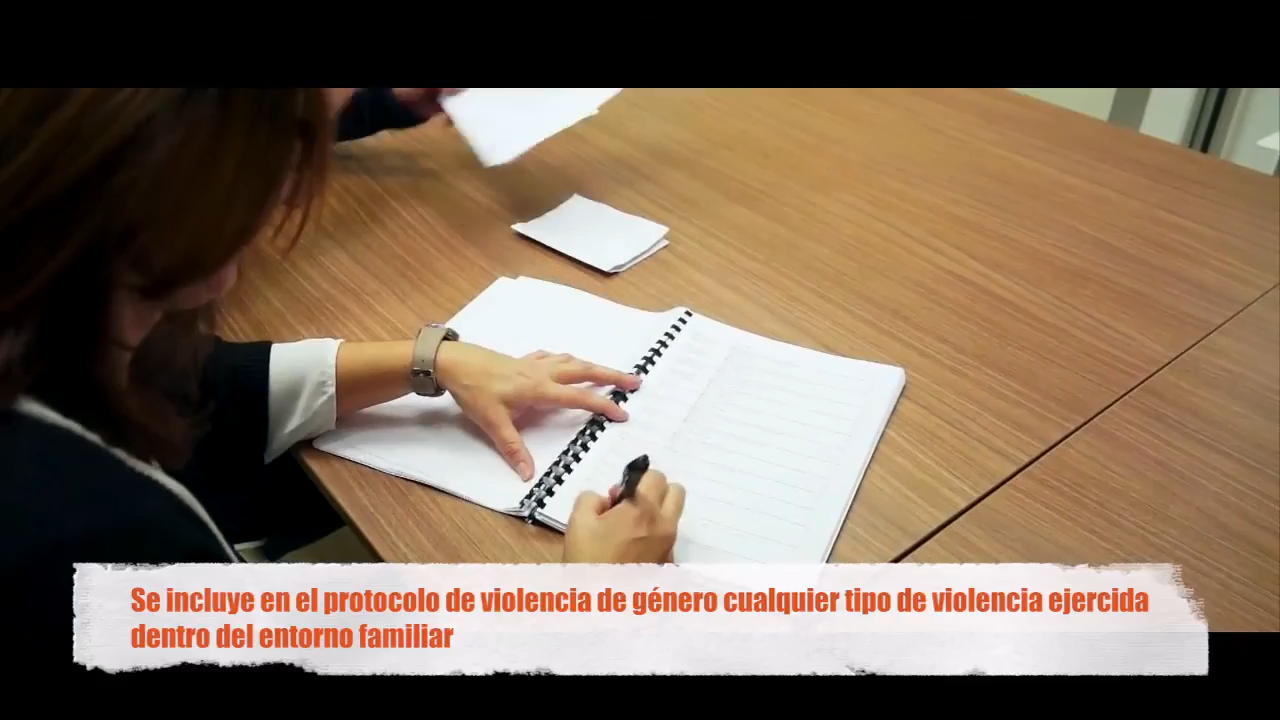 Se incluye en el protocolo de violencia de género cualquier tipo de violencia ejercida
dentro del entorno familiar